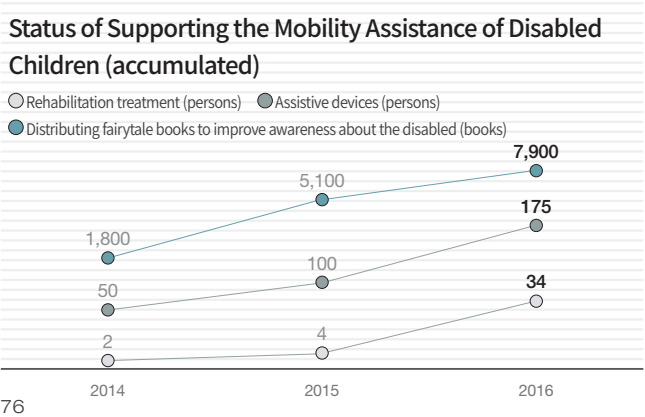 Status of Supporting the Mobility Assistance of Disabled
Children (accumulated)
Rehabilitation treatment (persons) Assistive devices (persons)
Distributing fairytale books to improve awareness about the disabled (books)
7,900
5,100
175
1,800
100
50
34
4
2
2014 2015 2016
76